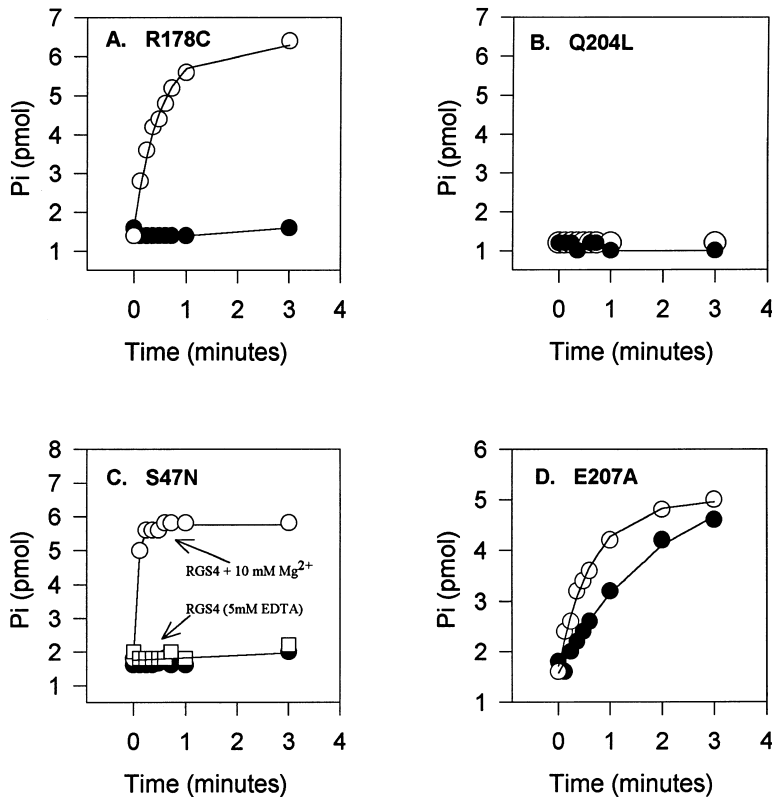 A. R178C
7
6
5
4
3
2
1
Pi (pmol)
0 1 2 3 4
Time (minutes)
B. Q204L
7
6
5
4
3
2
1
Pi (pmol)
0 1 2 3 4
Time (minutes)
C. S47N
8
7
6
5
4
3
2
1
Pi (pmol)
RGS4 + 10 mM Mg2+
RGS4 (5mM EDTA)
0 1 2 3 4
Time (minutes)
D. E207A
6
5
4
3
2
1
Pi (pmol)
0 1 2 3 4
Time (minutes)